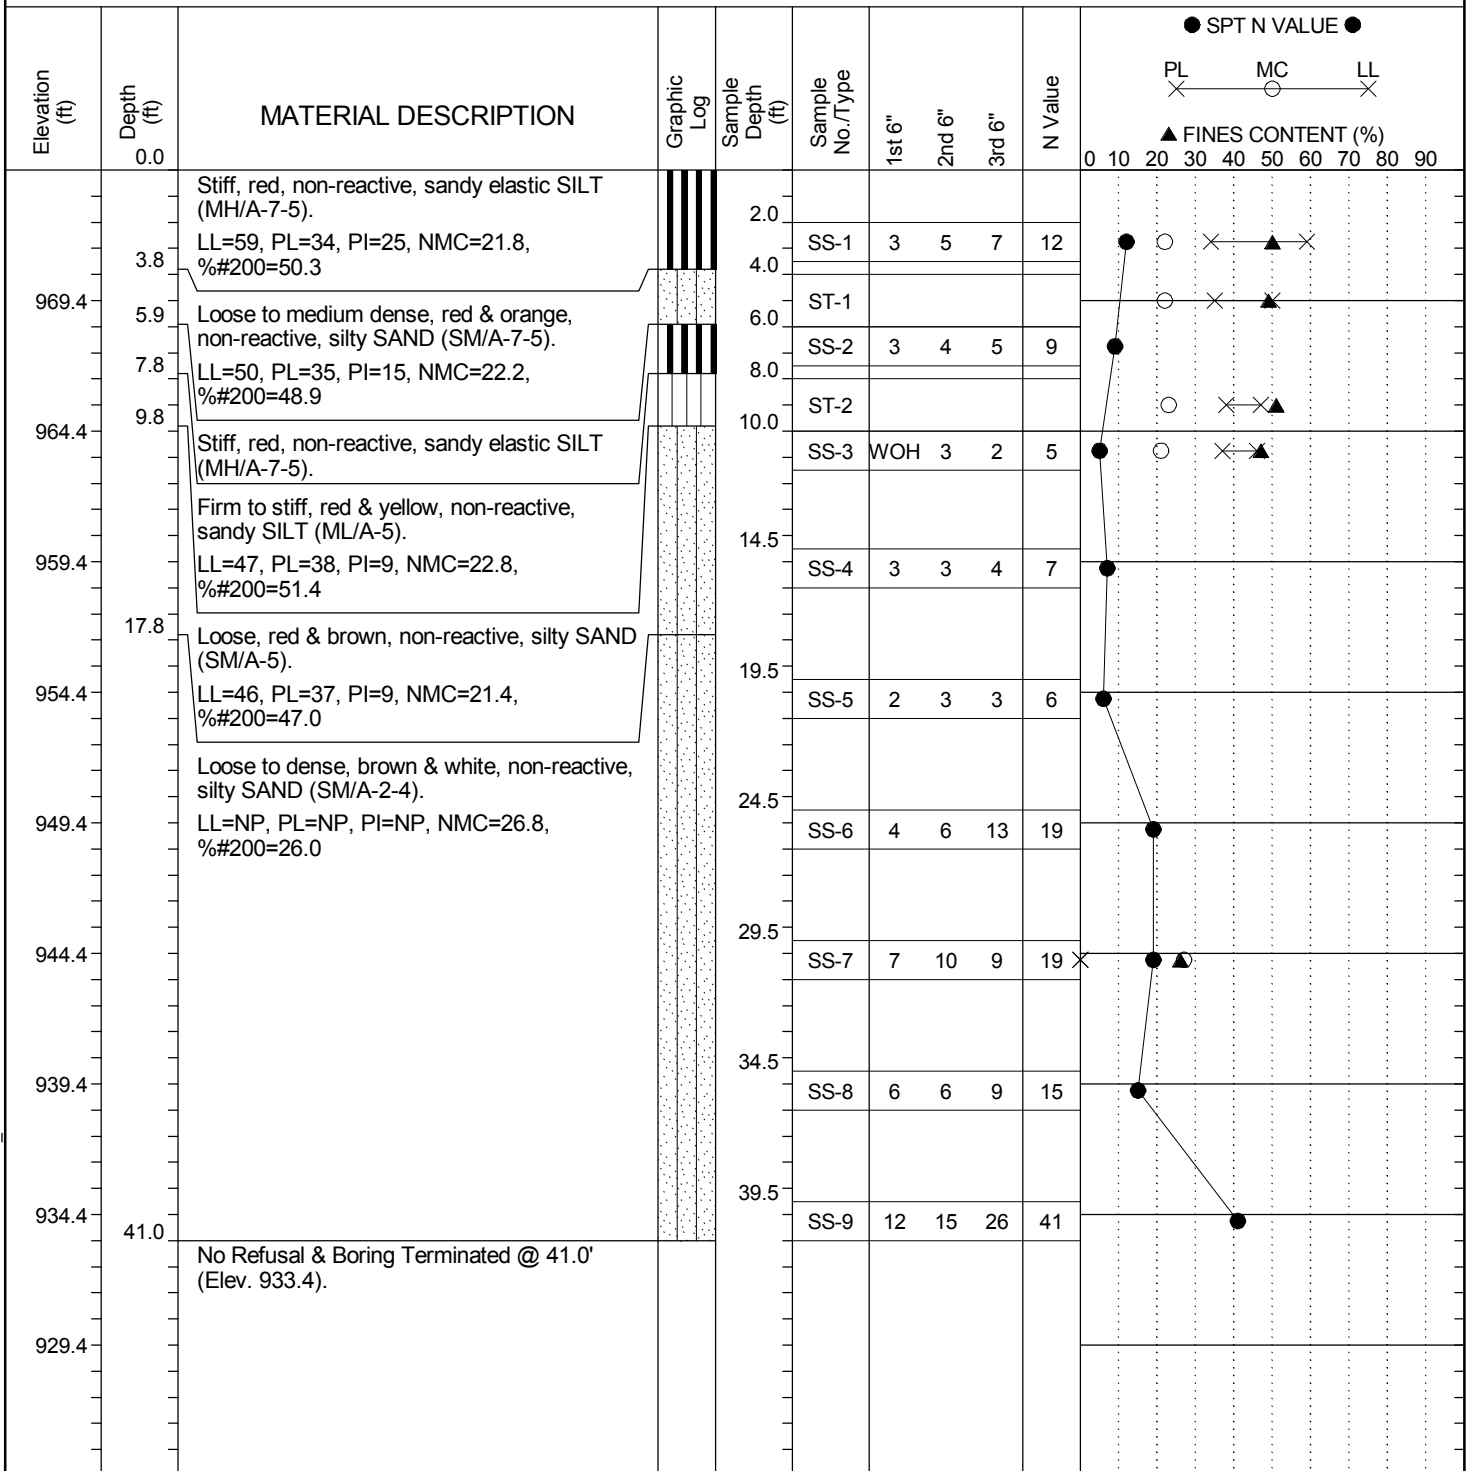 ● SPT N VALUE ●
PL MC LL
▲ FINES CONTENT (%)
0 10 20 30 40 50 60 70 80 90
Elevation (ft)
Depth (ft)
0.0
MATERIAL DESCRIPTION
Graphic Log
Sample Depth (ft)
Sample No./Type
1st 6"
2nd 6"
3rd 6"
N Value
Stiff, red, non-reactive, sandy elastic SILT
(MH/A-7-5).
2.0
LL=59, PL=34, PI=25, NMC=21.8,
%#200=50.3
SS-1 3 5 7 12
3.8
4.0
969.4
ST-1
5.9
Loose to medium dense, red & orange,
non-reactive, silty SAND (SM/A-7-5).
6.0
SS-2 3 4 5 9
7.8
LL=50, PL=35, PI=15, NMC=22.2,
%#200=48.9
8.0
ST-2
9.8
10.0
964.4
Stiff, red, non-reactive, sandy elastic SILT
(MH/A-7-5).
SS-3 WOH 3 2 5
Firm to stiff, red & yellow, non-reactive,
sandy SILT (ML/A-5).
14.5
959.4
LL=47, PL=38, PI=9, NMC=22.8,
%#200=51.4
SS-4 3 3 4 7
17.8
Loose, red & brown, non-reactive, silty SAND
(SM/A-5).
19.5
954.4
LL=46, PL=37, PI=9, NMC=21.4,
%#200=47.0
SS-5 2 3 3 6
Loose to dense, brown & white, non-reactive,
silty SAND (SM/A-2-4).
24.5
949.4
LL=NP, PL=NP, PI=NP, NMC=26.8,
%#200=26.0
SS-6 4 6 13 19
29.5
944.4
SS-7 7 10 9 19
34.5
939.4
SS-8 6 6 9 15
39.5
934.4
SS-9 12 15 26 41
41.0
No Refusal & Boring Terminated @ 41.0'
(Elev. 933.4).
929.4